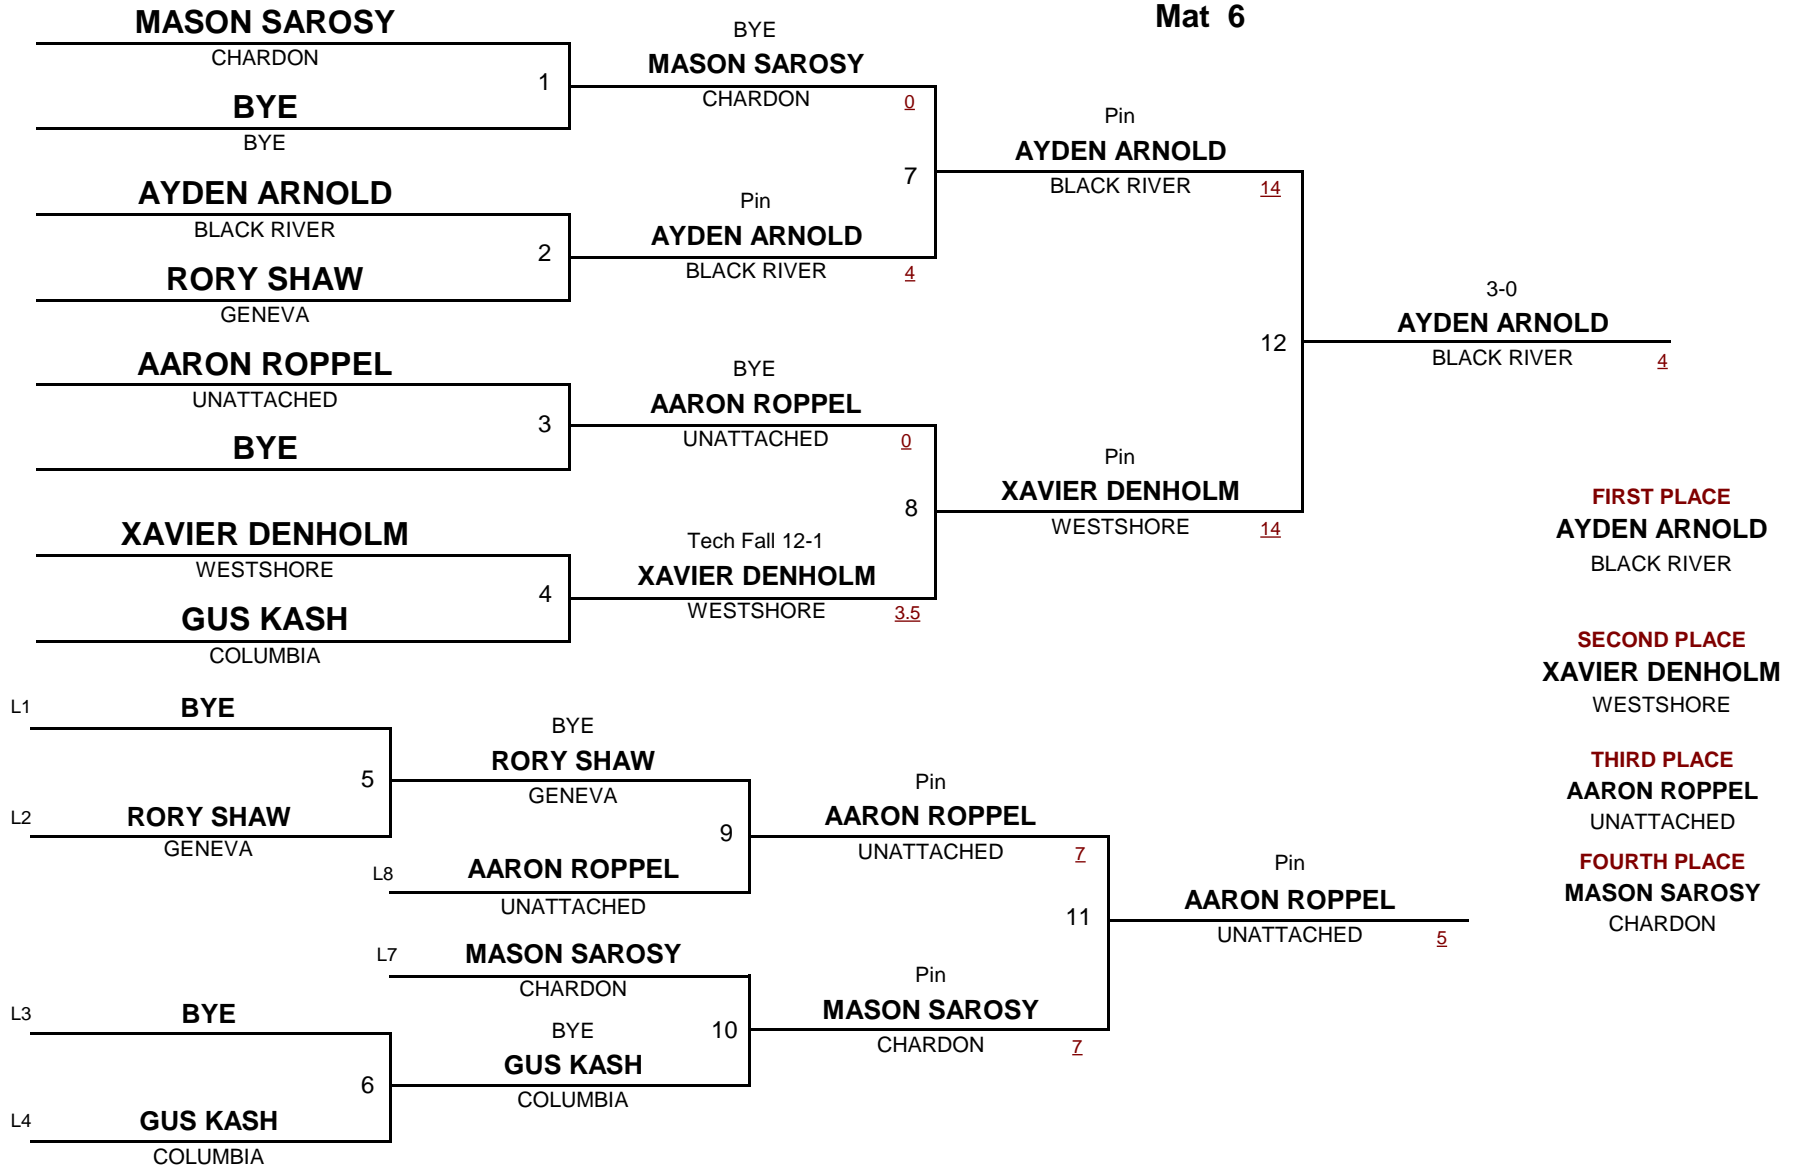 Mat 6
MASON SAROSY
CHARDON
1
BYE
BYE
AYDEN ARNOLD
BLACK RIVER
2
RORY SHAW
GENEVA
AARON ROPPEL
UNATTACHED
3
BYE
XAVIER DENHOLM
WESTSHORE
4
GUS KASH
COLUMBIA
BYE
MASON SAROSY
CHARDON 0
7
Pin
AYDEN ARNOLD
BLACK RIVER 4
BYE
AARON ROPPEL
UNATTACHED 0
8
Tech Fall 12-1
XAVIER DENHOLM
WESTSHORE 3.5
Pin
AYDEN ARNOLD
BLACK RIVER 14
12
Pin
XAVIER DENHOLM
WESTSHORE 14
3-0
AYDEN ARNOLD
BLACK RIVER 4
FIRST PLACE
AYDEN ARNOLD
BLACK RIVER
SECOND PLACE
XAVIER DENHOLM
WESTSHORE
THIRD PLACE
AARON ROPPEL
UNATTACHED
FOURTH PLACE
MASON SAROSY
CHARDON
L1 BYE
5
L2 RORY SHAW
GENEVA
L3 BYE
6
L4 GUS KASH
COLUMBIA
BYE
RORY SHAW
GENEVA
9
L8 AARON ROPPEL
UNATTACHED
L7 MASON SAROSY
CHARDON
10
BYE
GUS KASH
COLUMBIA
Pin
AARON ROPPEL
UNATTACHED 7
11
Pin
MASON SAROSY
CHARDON 7
Pin
AARON ROPPEL
UNATTACHED 5